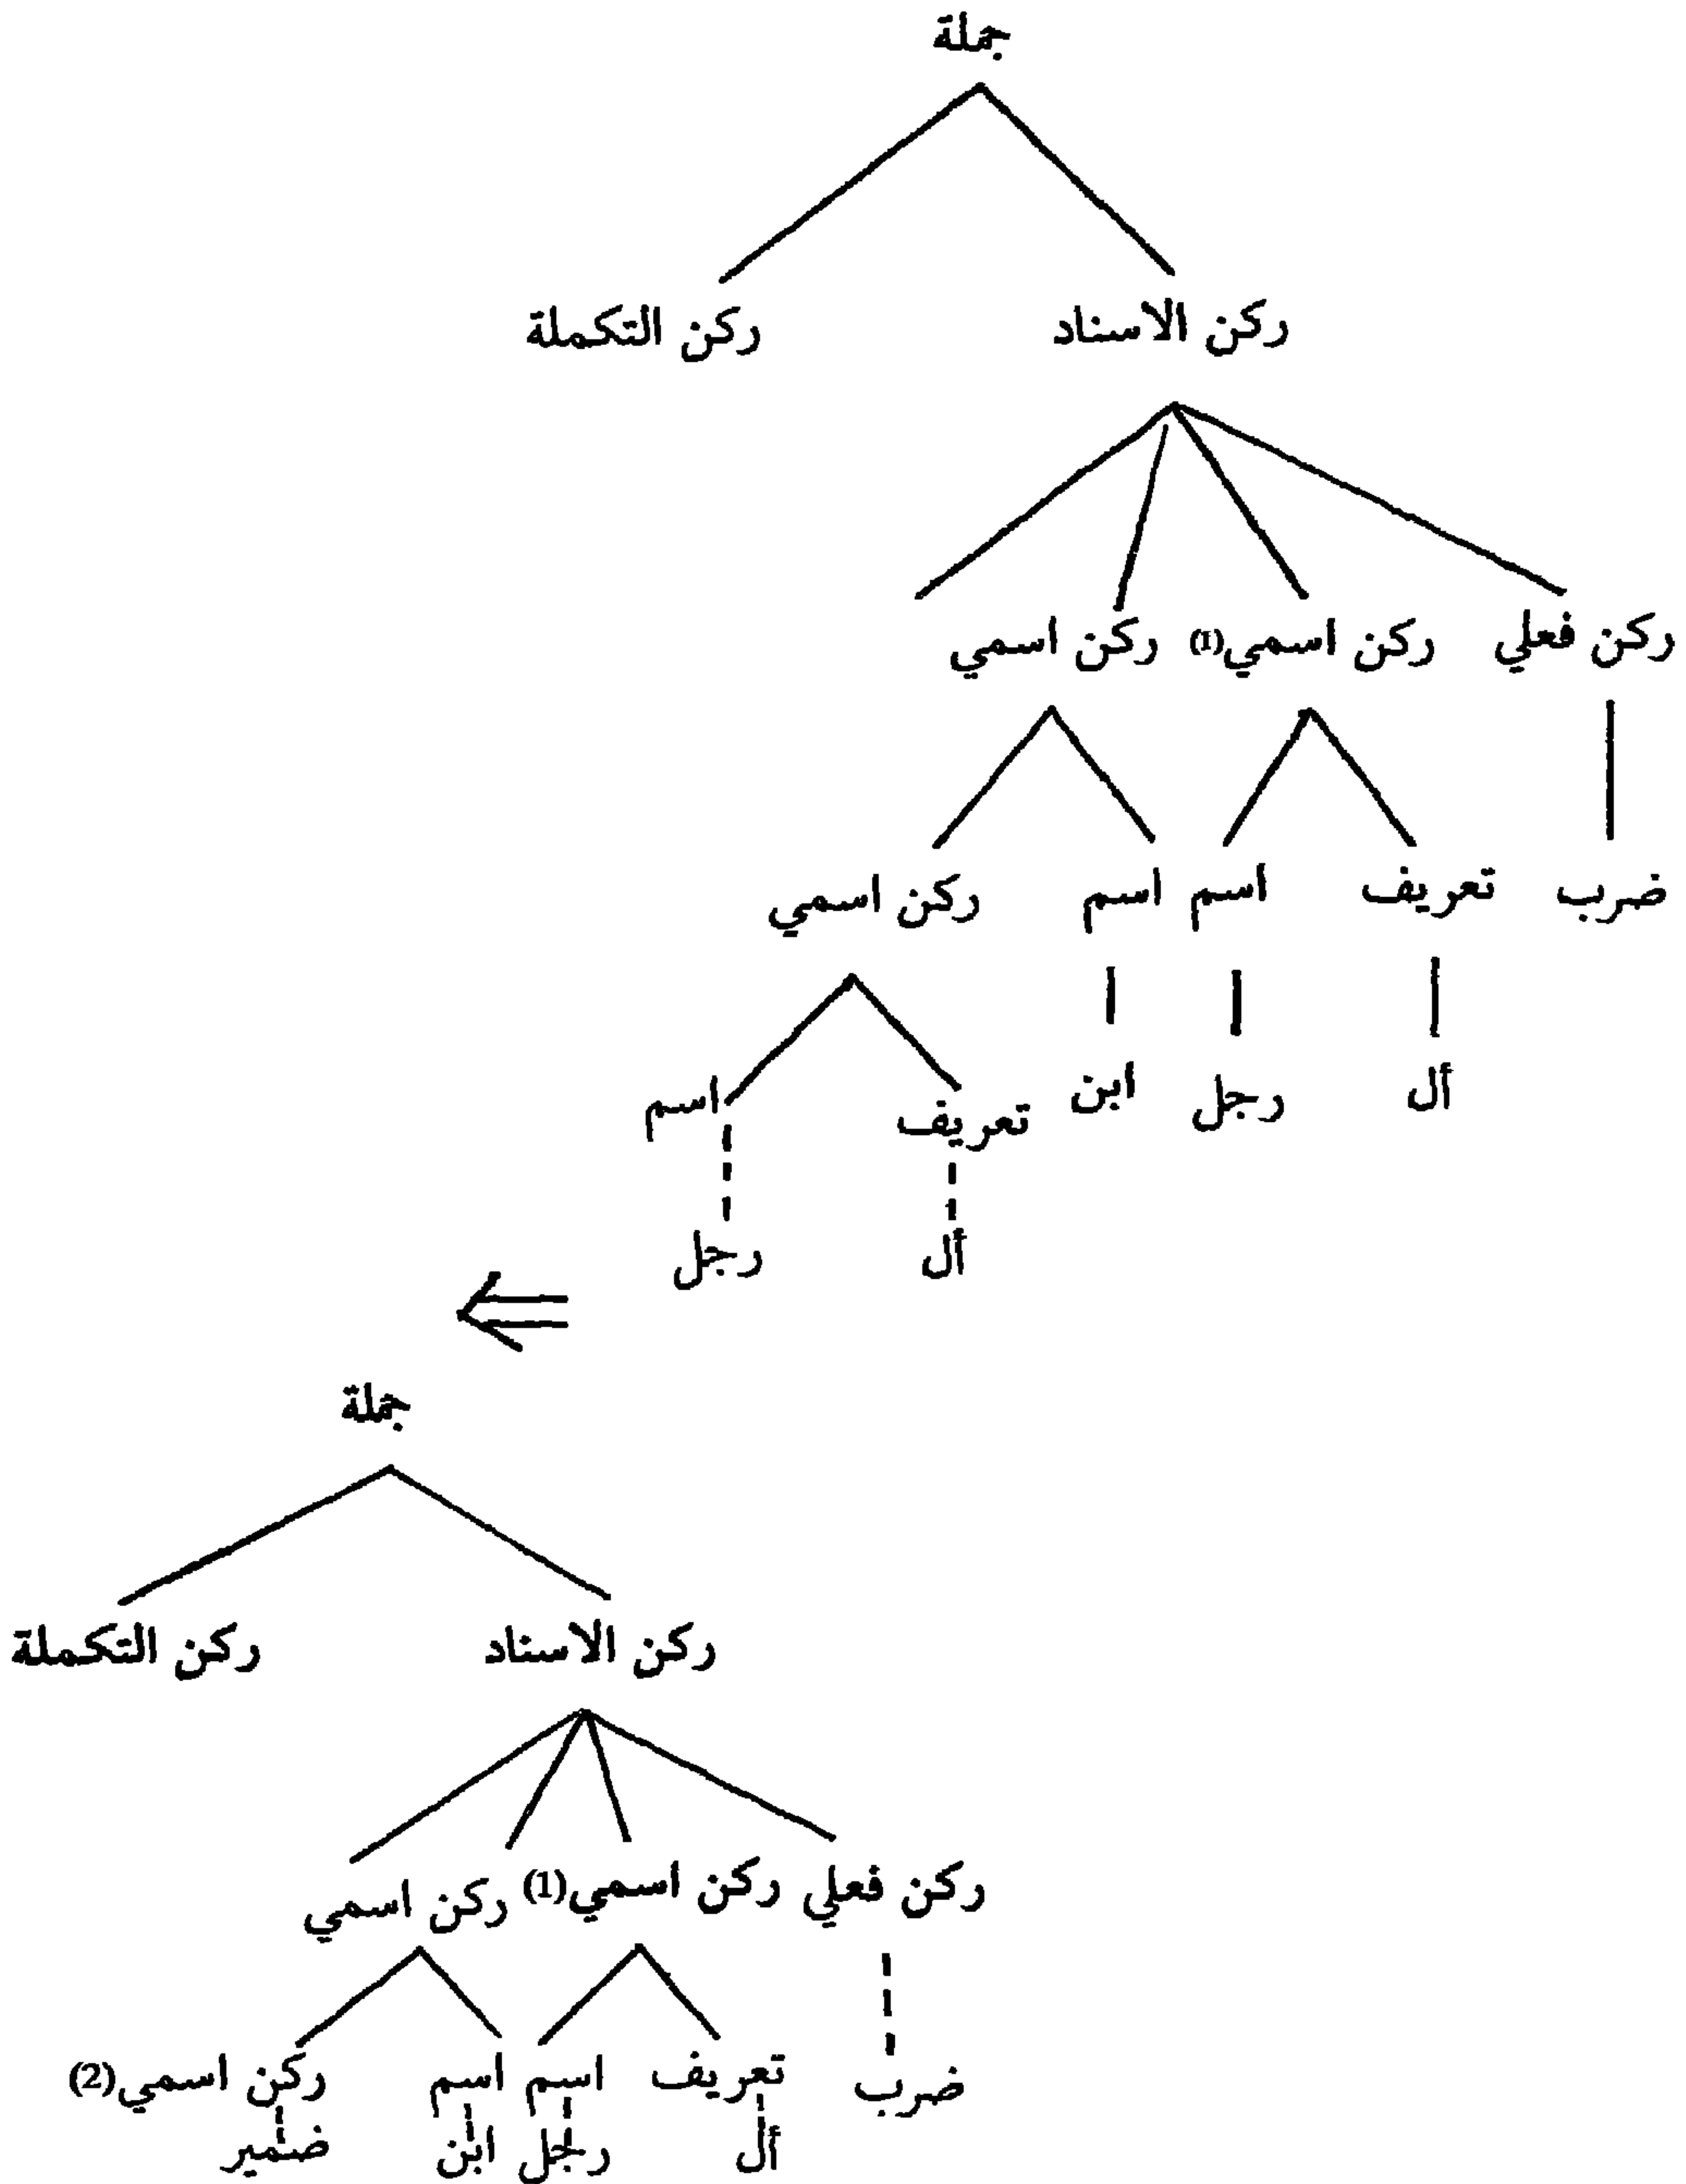 جملة
ركن الاسناد ركن التكملة
ركن فعلي ركن اسمي(1) ركن اسمي
ضرب تعريف اسم اسم ركن اسمي
أل رجل ابن تعريف اسم
أل رجل
جملة
ركن الاسناد ركن التكملة
ركن فعلي ركن اسمي(1) ركن اسمي
ضرب تعريف اسم اسم ركن اسمي(2)
أل رجل ابن ضمير